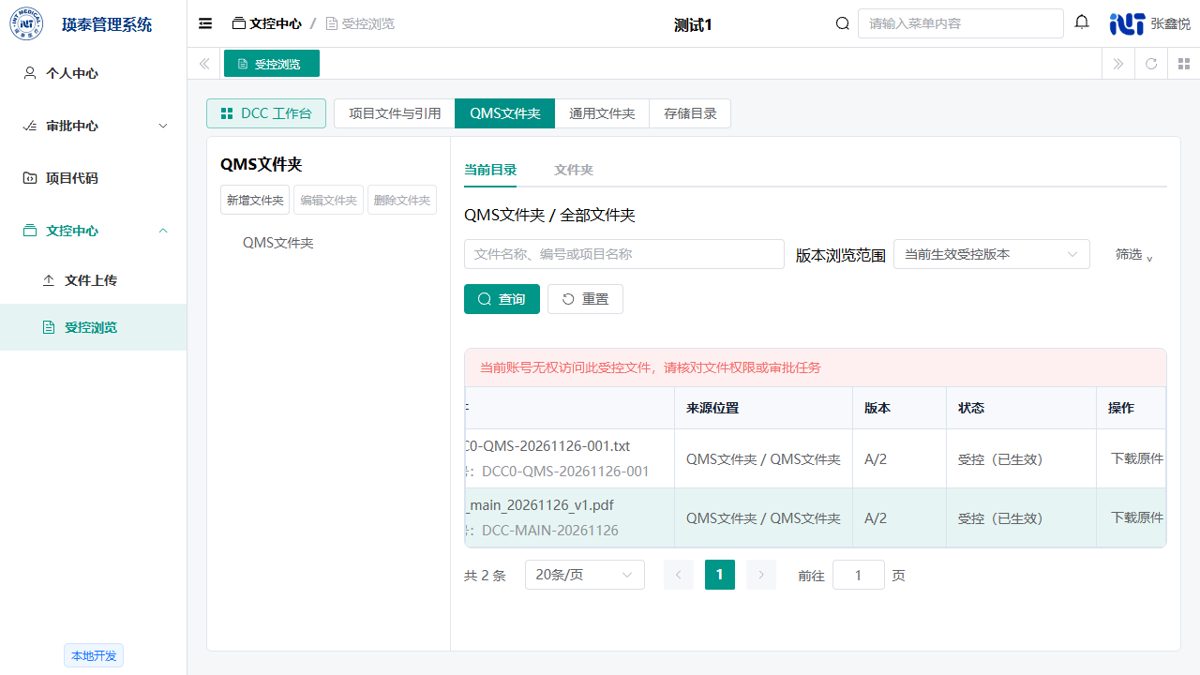 瑛泰管理系统
文控中心 / 受控浏览
测试1
请输入菜单内容
张鑫悦
个人中心
审批中心
项目代码
文控中心
文件上传
受控浏览
本地开发
受控浏览
DCC 工作台
项目文件与引用
QMS文件夹
通用文件夹
存储目录
QMS文件夹
新增文件夹
编辑文件夹
删除文件夹
QMS文件夹
当前目录
文件夹
QMS文件夹 / 全部文件夹
文件名称、编号或项目名称
版本浏览范围
当前生效受控版本
筛选
查询
重置
当前账号无权访问此受控文件，请核对文件权限或审批任务
来源位置 版本 状态 操作
C0-QMS-20261126-001.txt
: DCC0-QMS-20261126-001
QMS文件夹 / QMS文件夹 A/2 受控（已生效） 下载原件
_main_20261126_v1.pdf
: DCC-MAIN-20261126
QMS文件夹 / QMS文件夹 A/2 受控（已生效） 下载原件
共 2 条
20条/页
1
前往 1 页